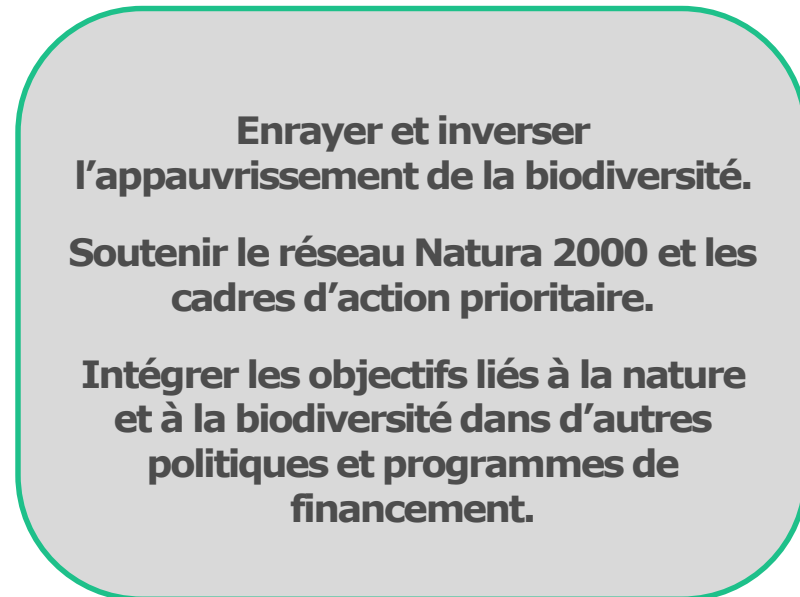 Enrayer et inverser
l’appauvrissement de la biodiversité.
Soutenir le réseau Natura 2000 et les
cadres d’action prioritaire.
Intégrer les objectifs liés à la nature
et à la biodiversité dans d’autres
politiques et programmes de
financement.